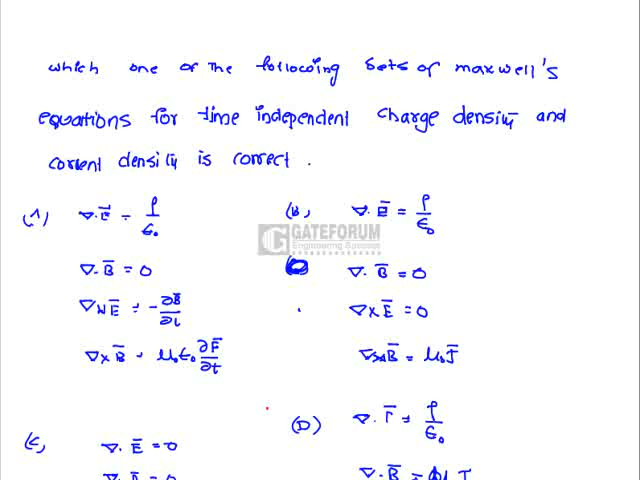 which one of the following sets of maxwell's
equations for time independent charge density and
current density is correct .
(A) ∇.E̅ = ρ/ε₀
∇.B̅ = 0
∇×E̅ = -∂B̅/∂t
∇×B̅ = μ₀ε₀ ∂E̅/∂t
(B) ∇.E̅ = ρ/ε₀
∇.B̅ = 0
∇×E̅ = 0
∇×B̅ = μ₀J̅
GATEFORUM
Engineering Success
(C) ∇.E̅ = 0
(D) ∇.E̅ = ρ/ε₀